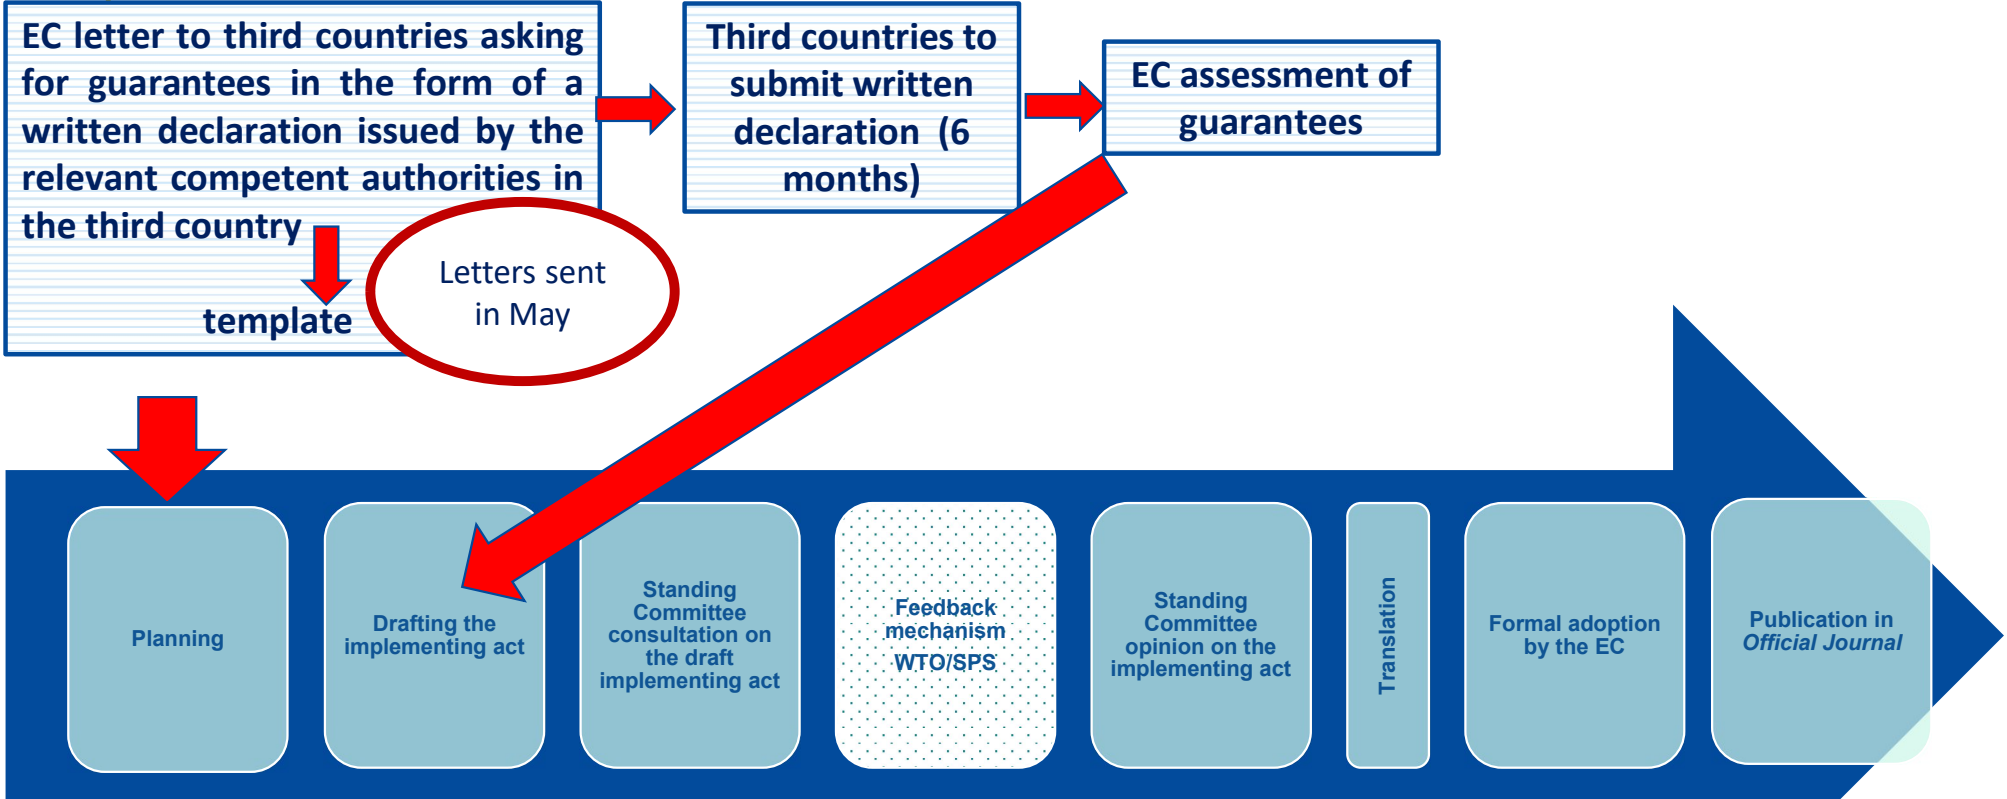 EC letter to third countries asking
for guarantees in the form of a
written declaration issued by the
relevant competent authorities in
the third country
template
Letters sent
in May
Third countries to
submit written
declaration (6
months)
EC assessment of
guarantees
Planning
Drafting the
implementing act
Standing
Committee
consultation on
the draft
implementing act
Feedback
mechanism
WTO/SPS
Standing
Committee
opinion on the
implementing act
Translation
Formal adoption
by the EC
Publication in
Official Journal